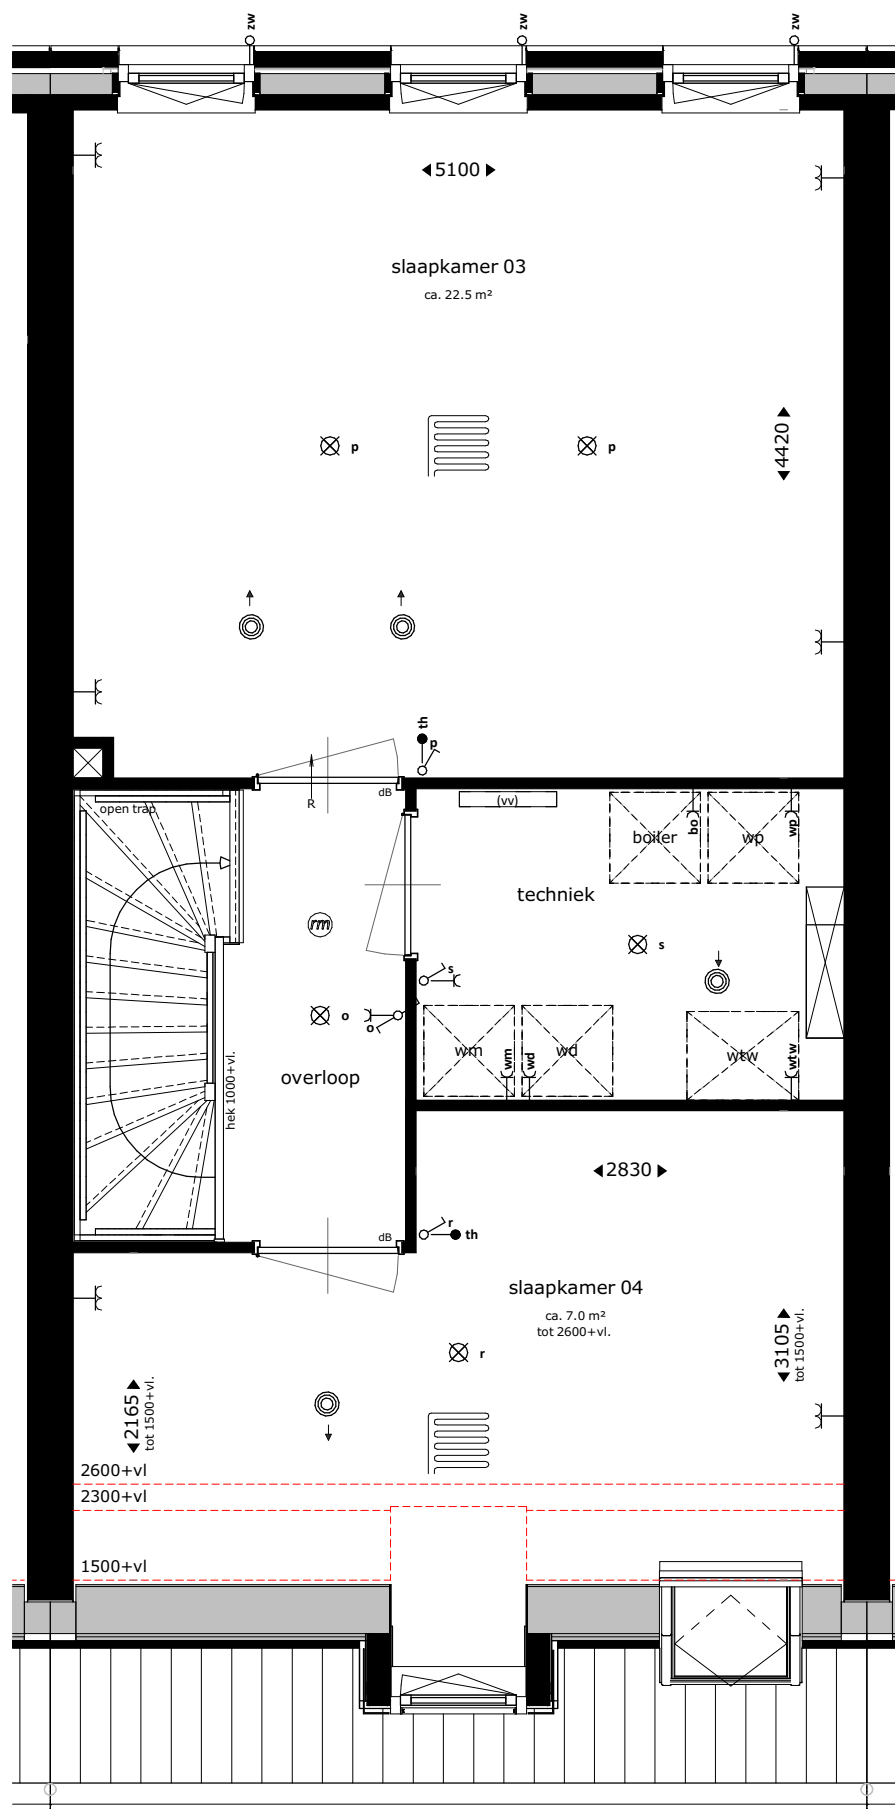 zw
zw
zw
5100
slaapkamer 03
ca. 22.5 m²
4420
p
p
th
p
R
dB
open trap
(vv)
boiler
bo
wp
wp
techniek
rm
s
s
o
o
overloop
hek 1000+vl.
wm
wm
wd
wd
wtw
wtw
2830
r
th
dB
slaapkamer 04
ca. 7.0 m²
tot 2600+vl.
r
3105
tot 1500+vl.
2165
tot 1500+vl.
2600+vl
2300+vl
1500+vl